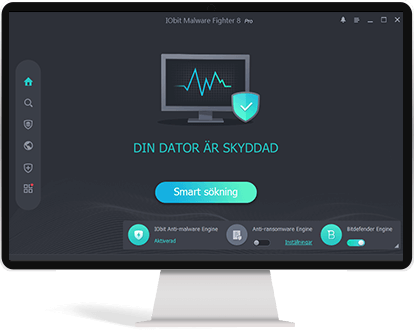 IObit Malware Fighter 8 Pro
DIN DATOR ÄR SKYDDAD
Smart sökning
IObit Anti-malware Engine
Aktiverad
Anti-ransomware Engine
Inställningar
Bitdefender Engine
B